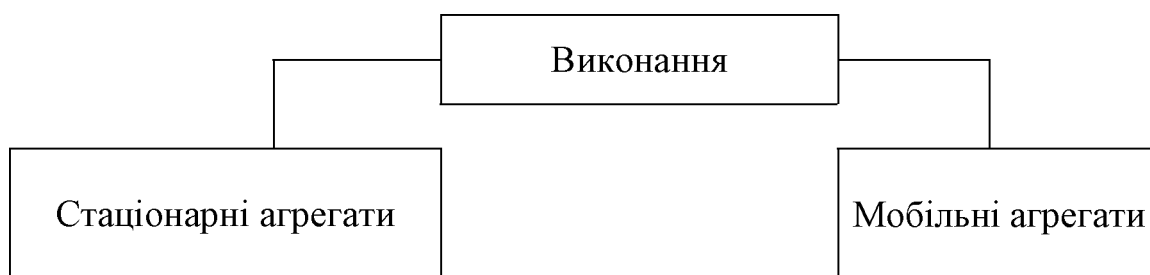 Виконання
Стаціонарні агрегати
Мобільні агрегати